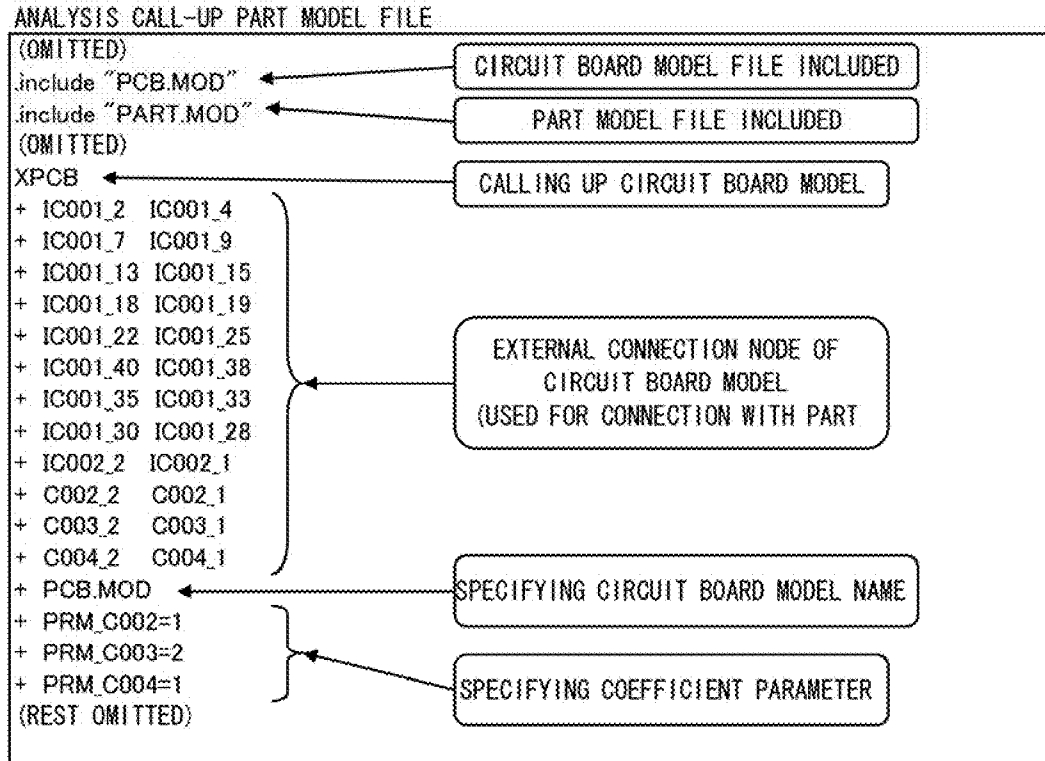 ANALYSIS CALL-UP PART MODEL FILE
(OMITTED)
.include "PCB.MOD"
CIRCUIT BOARD MODEL FILE INCLUDED
.include "PART.MOD"
PART MODEL FILE INCLUDED
(OMITTED)
XPCB
CALLING UP CIRCUIT BOARD MODEL
+ IC001_2 IC001_4
+ IC001_7 IC001_9
+ IC001_13 IC001_15
+ IC001_18 IC001_19
+ IC001_22 IC001_25
+ IC001_40 IC001_38
+ IC001_35 IC001_33
+ IC001_30 IC001_28
+ IC002_2 IC002_1
+ C002_2 C002_1
+ C003_2 C003_1
+ C004_2 C004_1
EXTERNAL CONNECTION NODE OF
CIRCUIT BOARD MODEL
(USED FOR CONNECTION WITH PART
+ PCB.MOD
SPECIFYING CIRCUIT BOARD MODEL NAME
+ PRM_C002=1
+ PRM_C003=2
+ PRM_C004=1
SPECIFYING COEFFICIENT PARAMETER
(REST OMITTED)